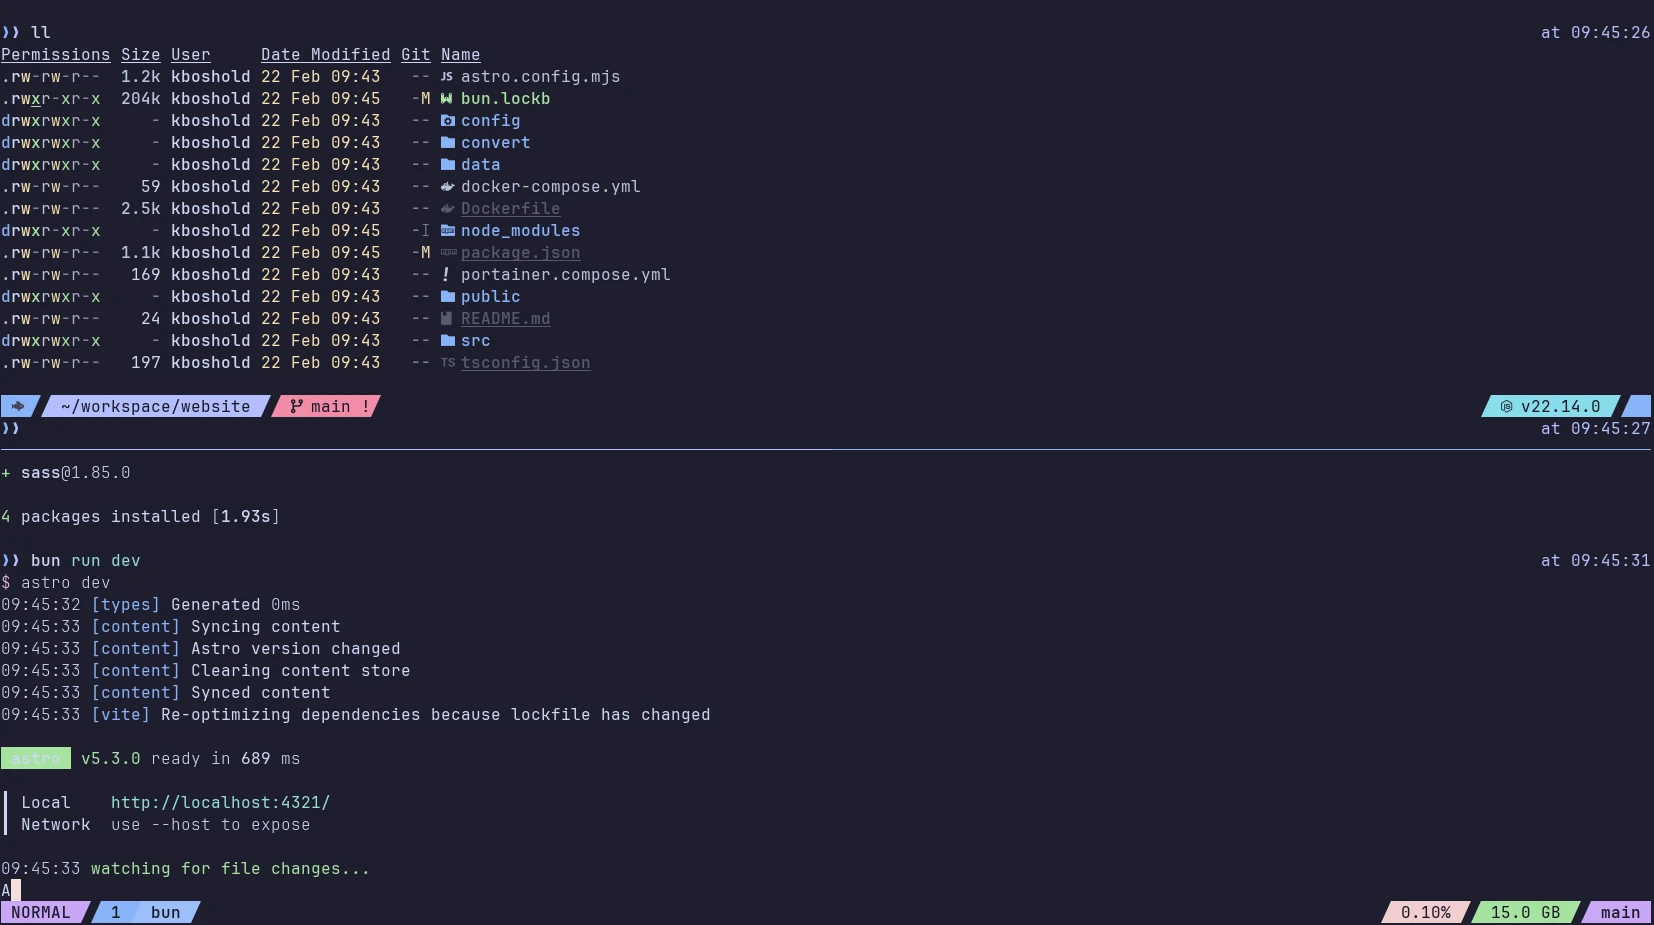 ❯❯ ll at 09:45:26
Permissions Size User Date Modified Git Name
.rw-rw-r-- 1.2k kboshold 22 Feb 09:43 -- JS astro.config.mjs
.rwxr-xr-x 204k kboshold 22 Feb 09:45 -M bun.lockb
drwxrwxr-x - kboshold 22 Feb 09:43 -- config
drwxrwxr-x - kboshold 22 Feb 09:43 -- convert
drwxrwxr-x - kboshold 22 Feb 09:43 -- data
.rw-rw-r-- 59 kboshold 22 Feb 09:43 -- docker-compose.yml
.rw-rw-r-- 2.5k kboshold 22 Feb 09:43 -- Dockerfile
drwxr-xr-x - kboshold 22 Feb 09:45 -I node_modules
.rw-rw-r-- 1.1k kboshold 22 Feb 09:45 -M package.json
.rw-rw-r-- 169 kboshold 22 Feb 09:43 -- ! portainer.compose.yml
drwxrwxr-x - kboshold 22 Feb 09:43 -- public
.rw-rw-r-- 24 kboshold 22 Feb 09:43 -- README.md
drwxrwxr-x - kboshold 22 Feb 09:43 -- src
.rw-rw-r-- 197 kboshold 22 Feb 09:43 -- TS tsconfig.json
~/workspace/website main ! v22.14.0
❯❯ at 09:45:27
+ sass@1.85.0
4 packages installed [1.93s]
❯❯ bun run dev at 09:45:31
$ astro dev
09:45:32 [types] Generated 0ms
09:45:33 [content] Syncing content
09:45:33 [content] Astro version changed
09:45:33 [content] Clearing content store
09:45:33 [content] Synced content
09:45:33 [vite] Re-optimizing dependencies because lockfile has changed
astro v5.3.0 ready in 689 ms
Local http://localhost:4321/
Network use --host to expose
09:45:33 watching for file changes...
A
NORMAL 1 bun 0.10% 15.0 GB main